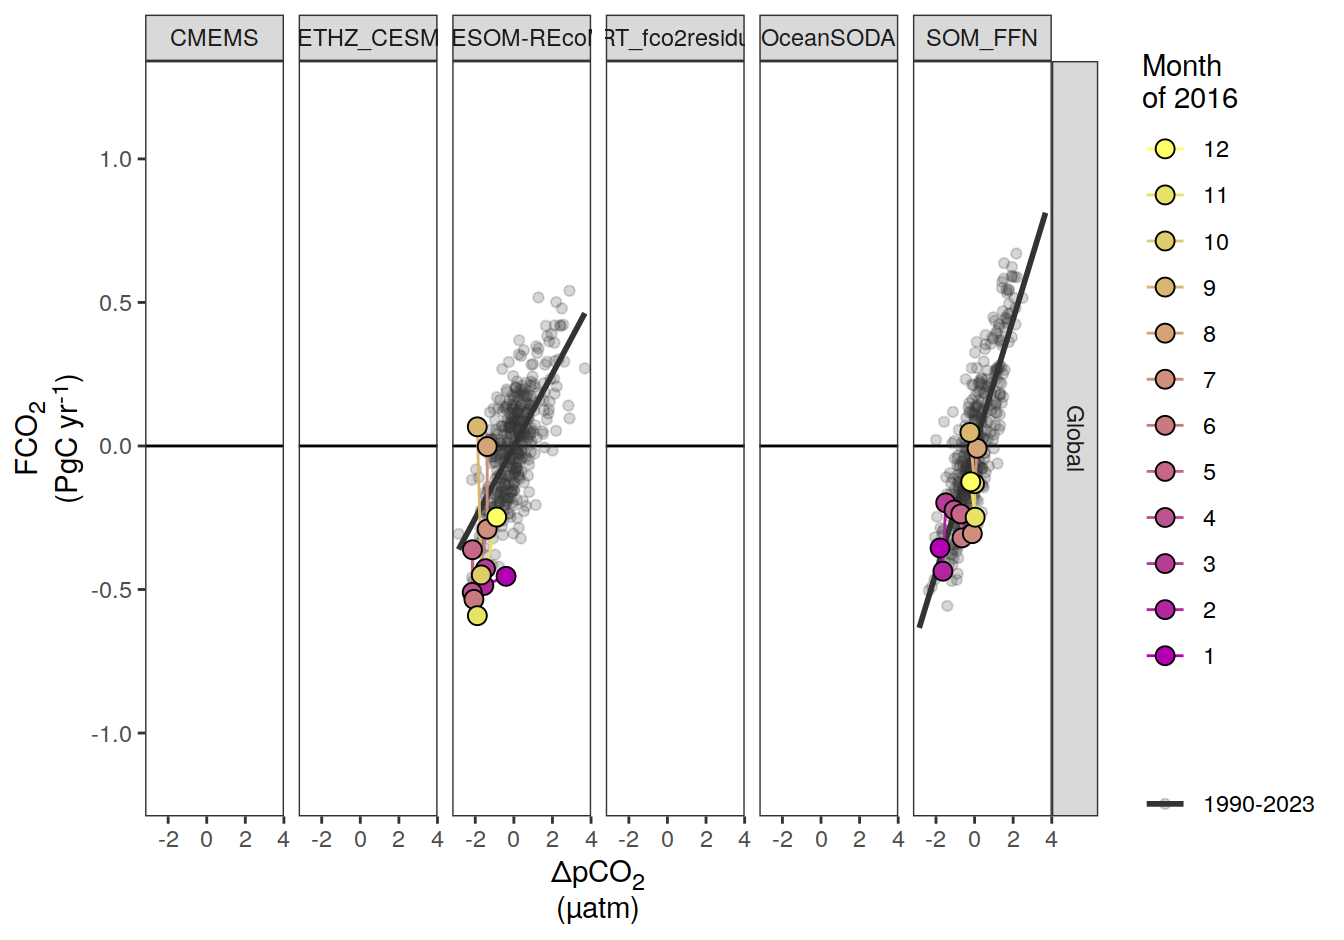 CMEMS ETHZ_CESM ESOM-REcoM RT_fco2residu OceanSODA SOM_FFN
Month
of 2016
12
11
10
9
8
7
6
5
4
3
2
1
1990-2023
Global
FCO₂
(PgC yr⁻¹)
1.0
0.5
0.0
-0.5
-1.0
-2 0 2 4 -2 0 2 4 -2 0 2 4 -2 0 2 4 -2 0 2 4 -2 0 2 4
ΔpCO₂
(µatm)